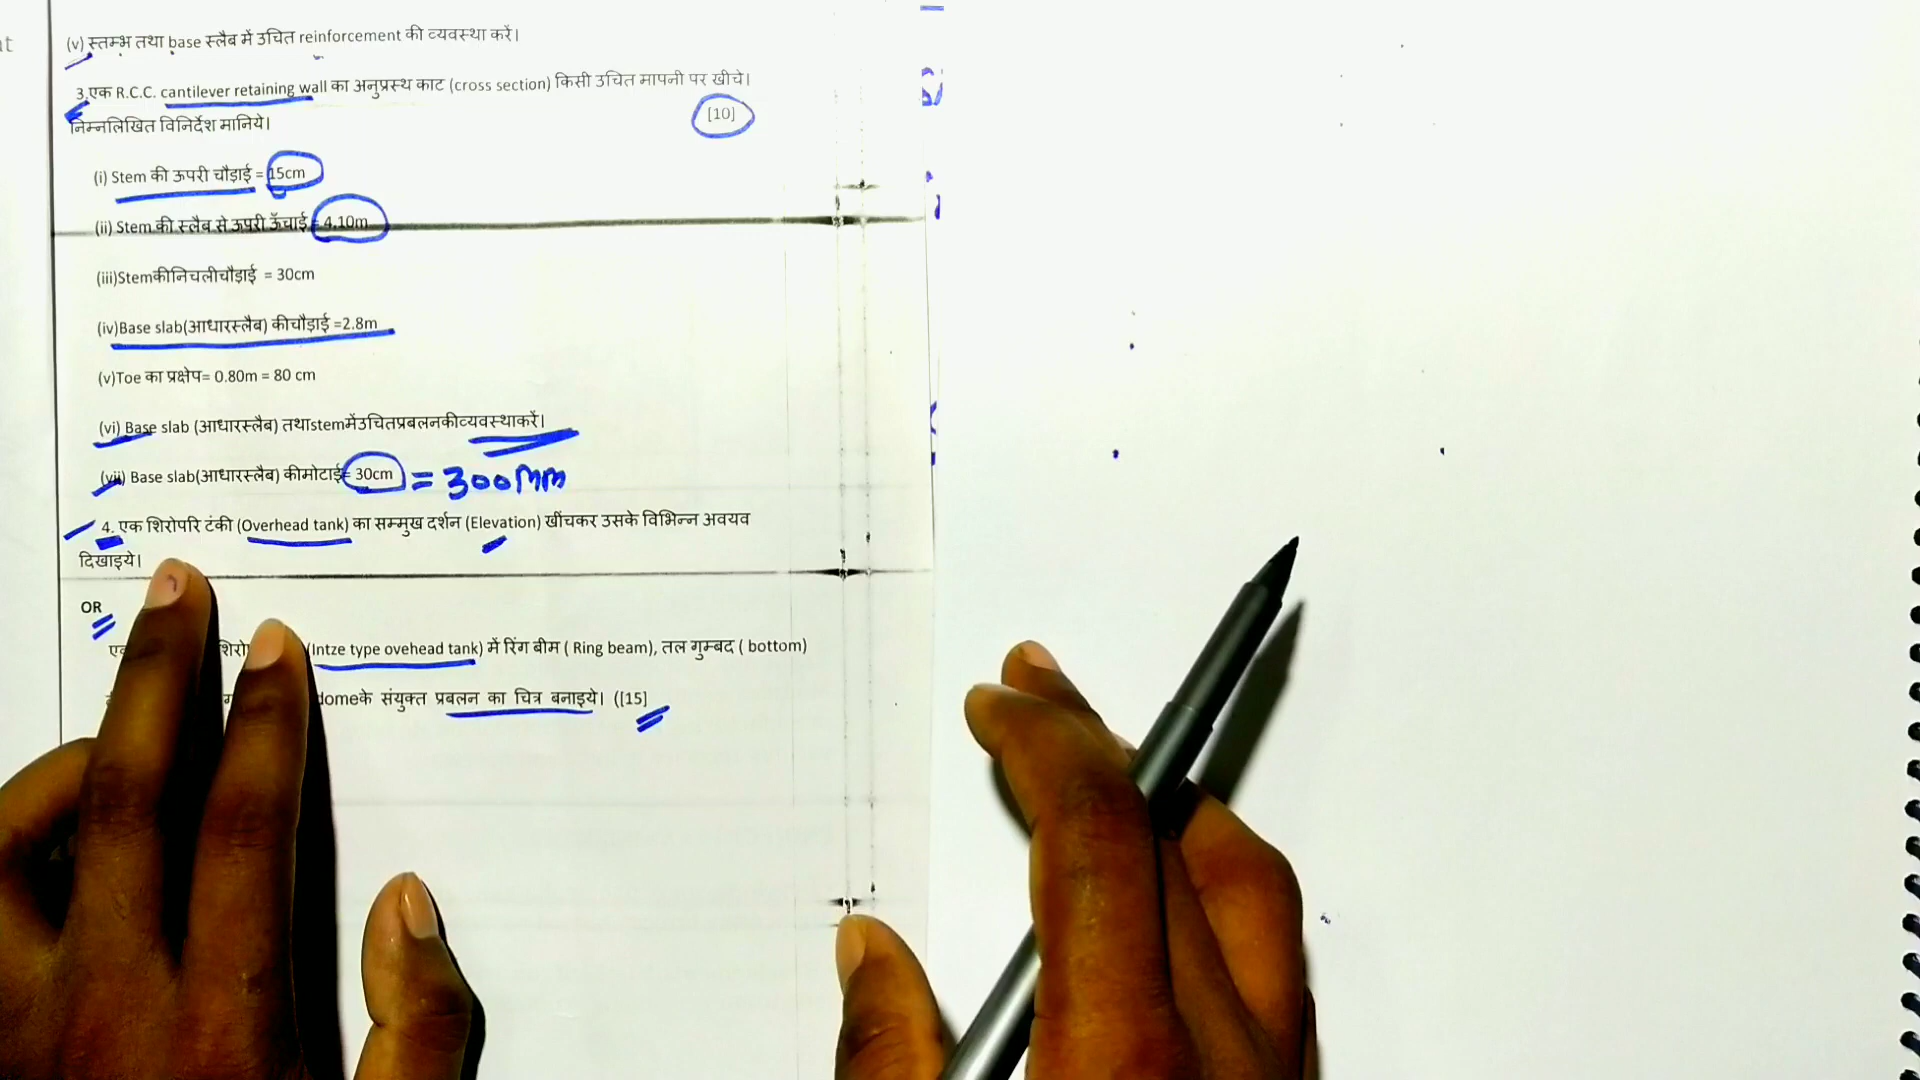 (v) स्तम्भ तथा base स्लैब में उचित reinforcement की व्यवस्था करें।
3.एक R.C.C. cantilever retaining wall का अनुप्रस्थ काट (cross section) किसी उचित मापनी पर खीचे।
[10]
निम्नलिखित विनिर्देश मानिये।
(i) Stem की ऊपरी चौड़ाई = 15cm
(ii) Stem की स्लैब से ऊपरी ऊँचाई = 4.10m
(iii)Stemकीनिचलीचौड़ाई = 30cm
(iv)Base slab(आधारस्लैब) कीचौड़ाई =2.8m
(v)Toe का प्रक्षेप= 0.80m = 80 cm
(vi) Base slab (आधारस्लैब) तथाstemमेंउचितप्रबलनकीव्यवस्थाकरें।
(vii) Base slab(आधारस्लैब) कीमोटाई= 30cm = 300mm
4. एक शिरोपरि टंकी (Overhead tank) का सम्मुख दर्शन (Elevation) खींचकर उसके विभिन्न अवयव
दिखाइये।
OR
(Intze type ovehead tank) में रिंग बीम ( Ring beam), तल गुम्बद ( bottom)
domeके संयुक्त प्रबलन का चित्र बनाइये। ([15]